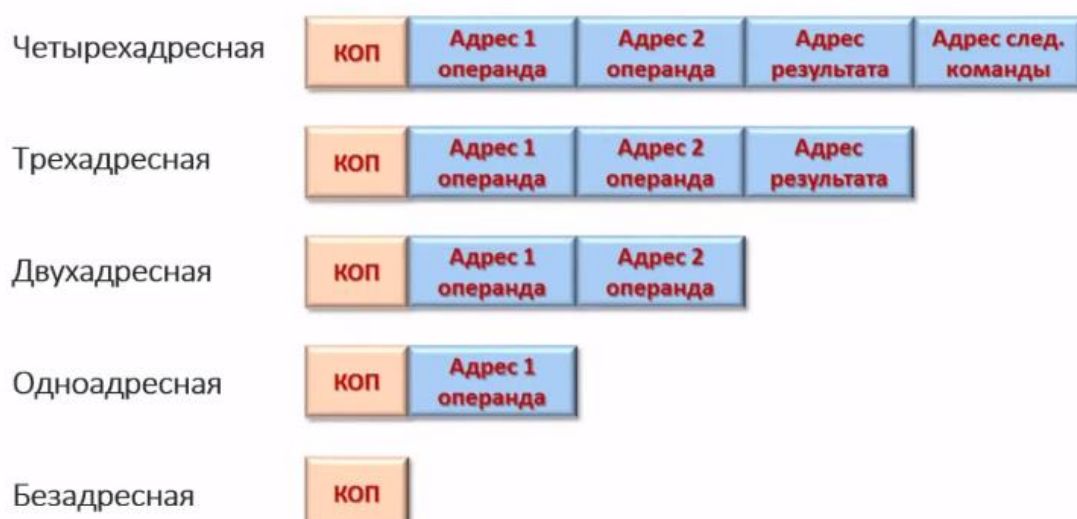 Четырехадресная
КОП
Адрес 1
операнда
Адрес 2
операнда
Адрес
результата
Адрес след.
команды
Трехадресная
КОП
Адрес 1
операнда
Адрес 2
операнда
Адрес
результата
Двухадресная
КОП
Адрес 1
операнда
Адрес 2
операнда
Одноадресная
КОП
Адрес 1
операнда
Безадресная
КОП